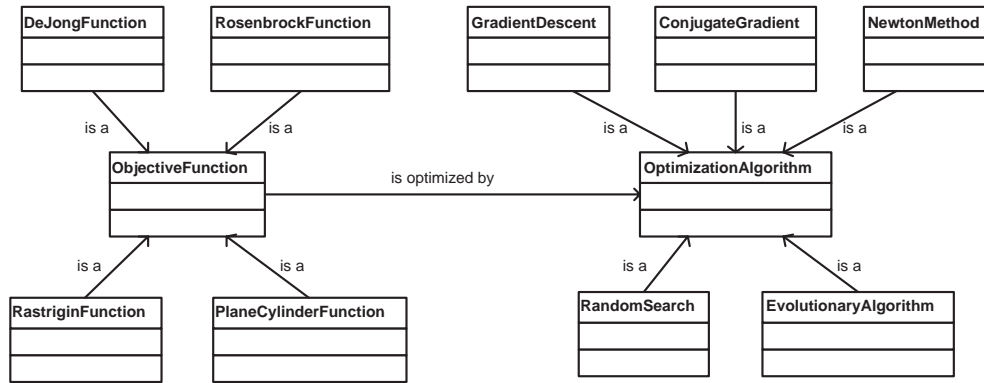 DeJongFunction
RosenbrockFunction
GradientDescent
ConjugateGradient
NewtonMethod
is a
is a
is a
is a
is a
ObjectiveFunction
is optimized by
OptimizationAlgorithm
is a
is a
is a
is a
RastriginFunction
PlaneCylinderFunction
RandomSearch
EvolutionaryAlgorithm